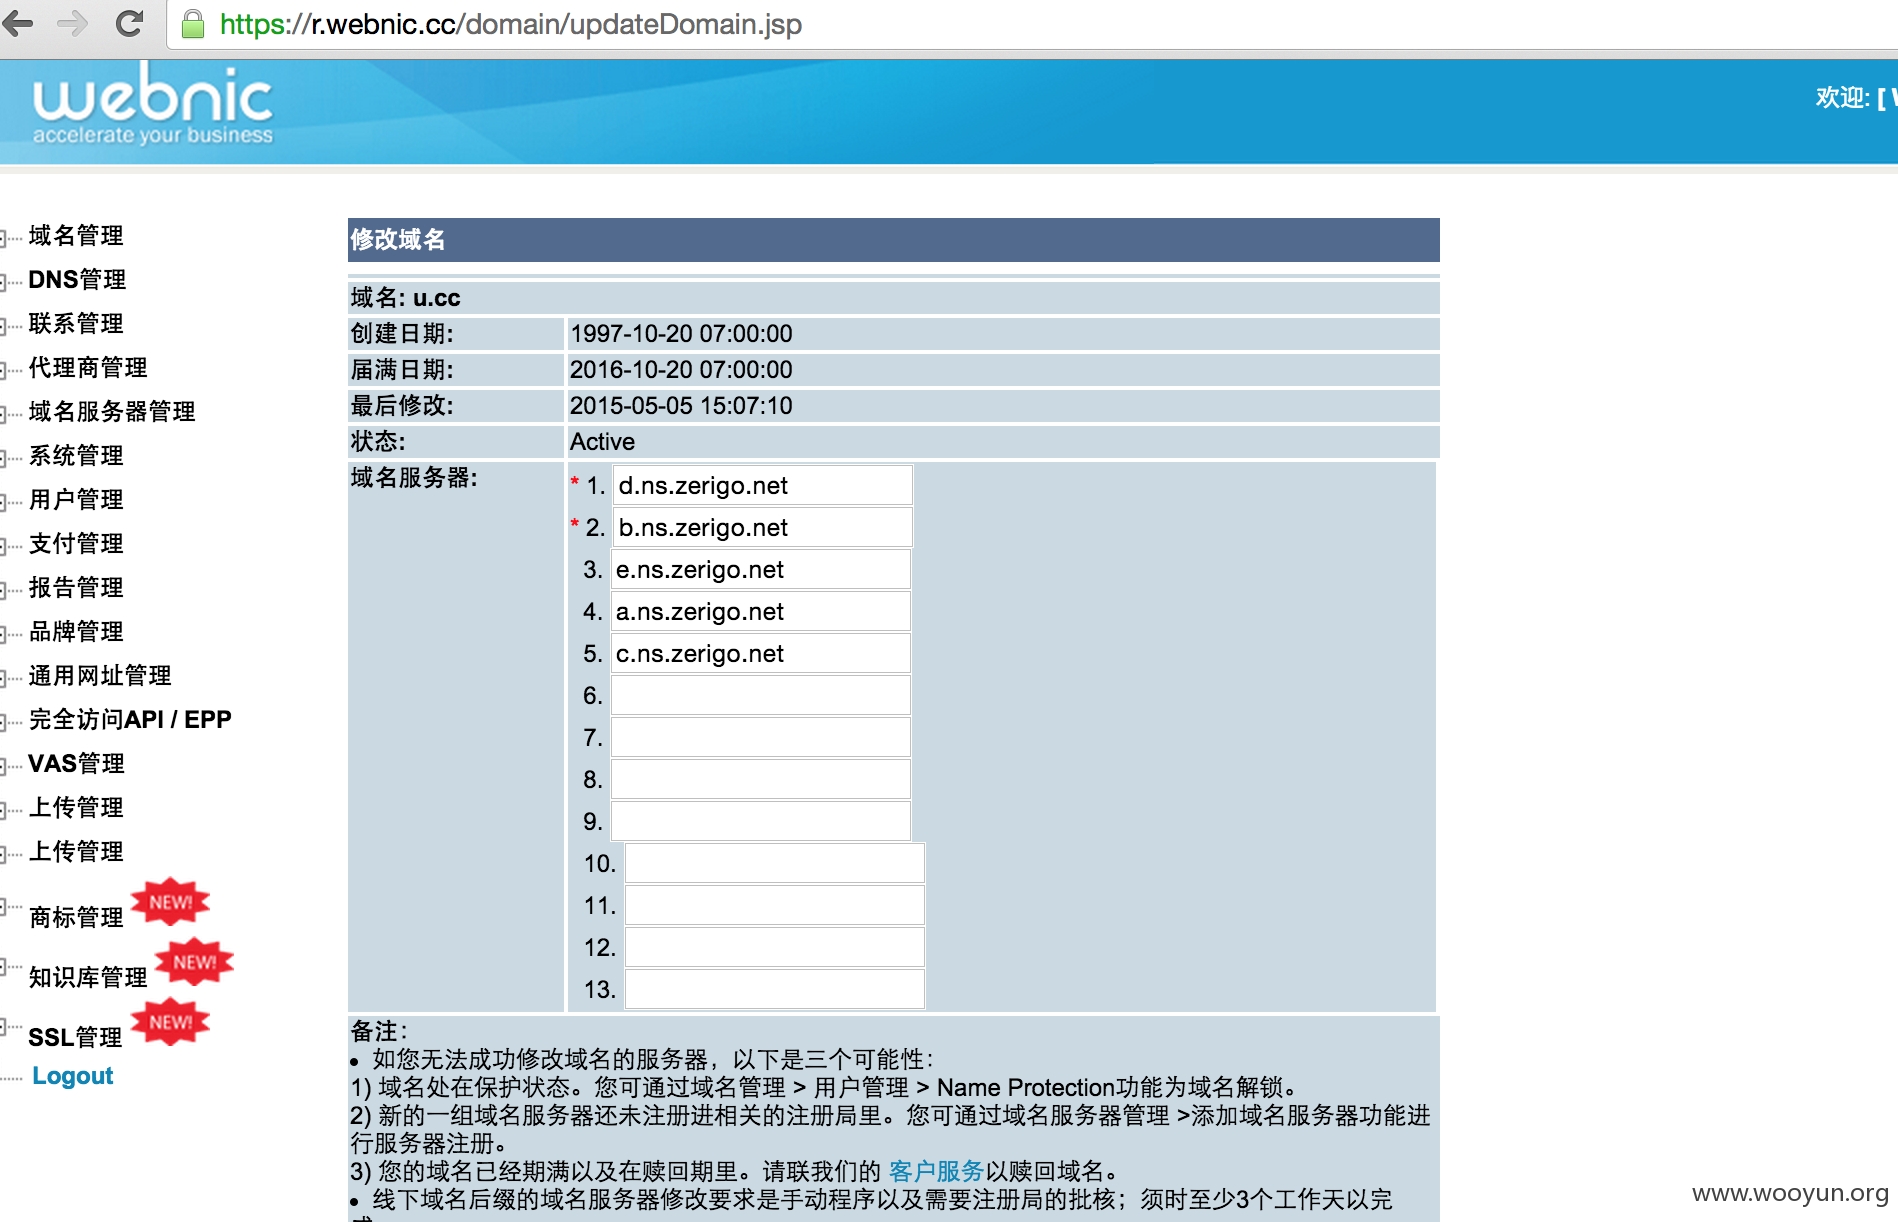 https://r.webnic.cc/domain/updateDomain.jsp
webnic
accelerate your business
欢迎: [
域名管理
DNS管理
联系管理
代理商管理
域名服务器管理
系统管理
用户管理
支付管理
报告管理
品牌管理
通用网址管理
完全访问API / EPP
VAS管理
上传管理
上传管理
商标管理 NEW!
知识库管理 NEW!
SSL管理 NEW!
Logout
修改域名
域名: u.cc
创建日期: 1997-10-20 07:00:00
届满日期: 2016-10-20 07:00:00
最后修改: 2015-05-05 15:07:10
状态: Active
域名服务器: * 1. d.ns.zerigo.net
* 2. b.ns.zerigo.net
3. e.ns.zerigo.net
4. a.ns.zerigo.net
5. c.ns.zerigo.net
6.
7.
8.
9.
10.
11.
12.
13.
备注：
• 如您无法成功修改域名的服务器，以下是三个可能性：
1) 域名处在保护状态。您可通过域名管理 > 用户管理 > Name Protection功能为域名解锁。
2) 新的一组域名服务器还未注册进相关的注册局里。您可通过域名服务器管理 >添加域名服务器功能进
行服务器注册。
3) 您的域名已经期满以及在赎回期里。请联我们的 客户服务以赎回域名。
• 线下域名后缀的域名服务器修改要求是手动程序以及需要注册局的批核；须时至少3个工作天以完
www.wooyun.org